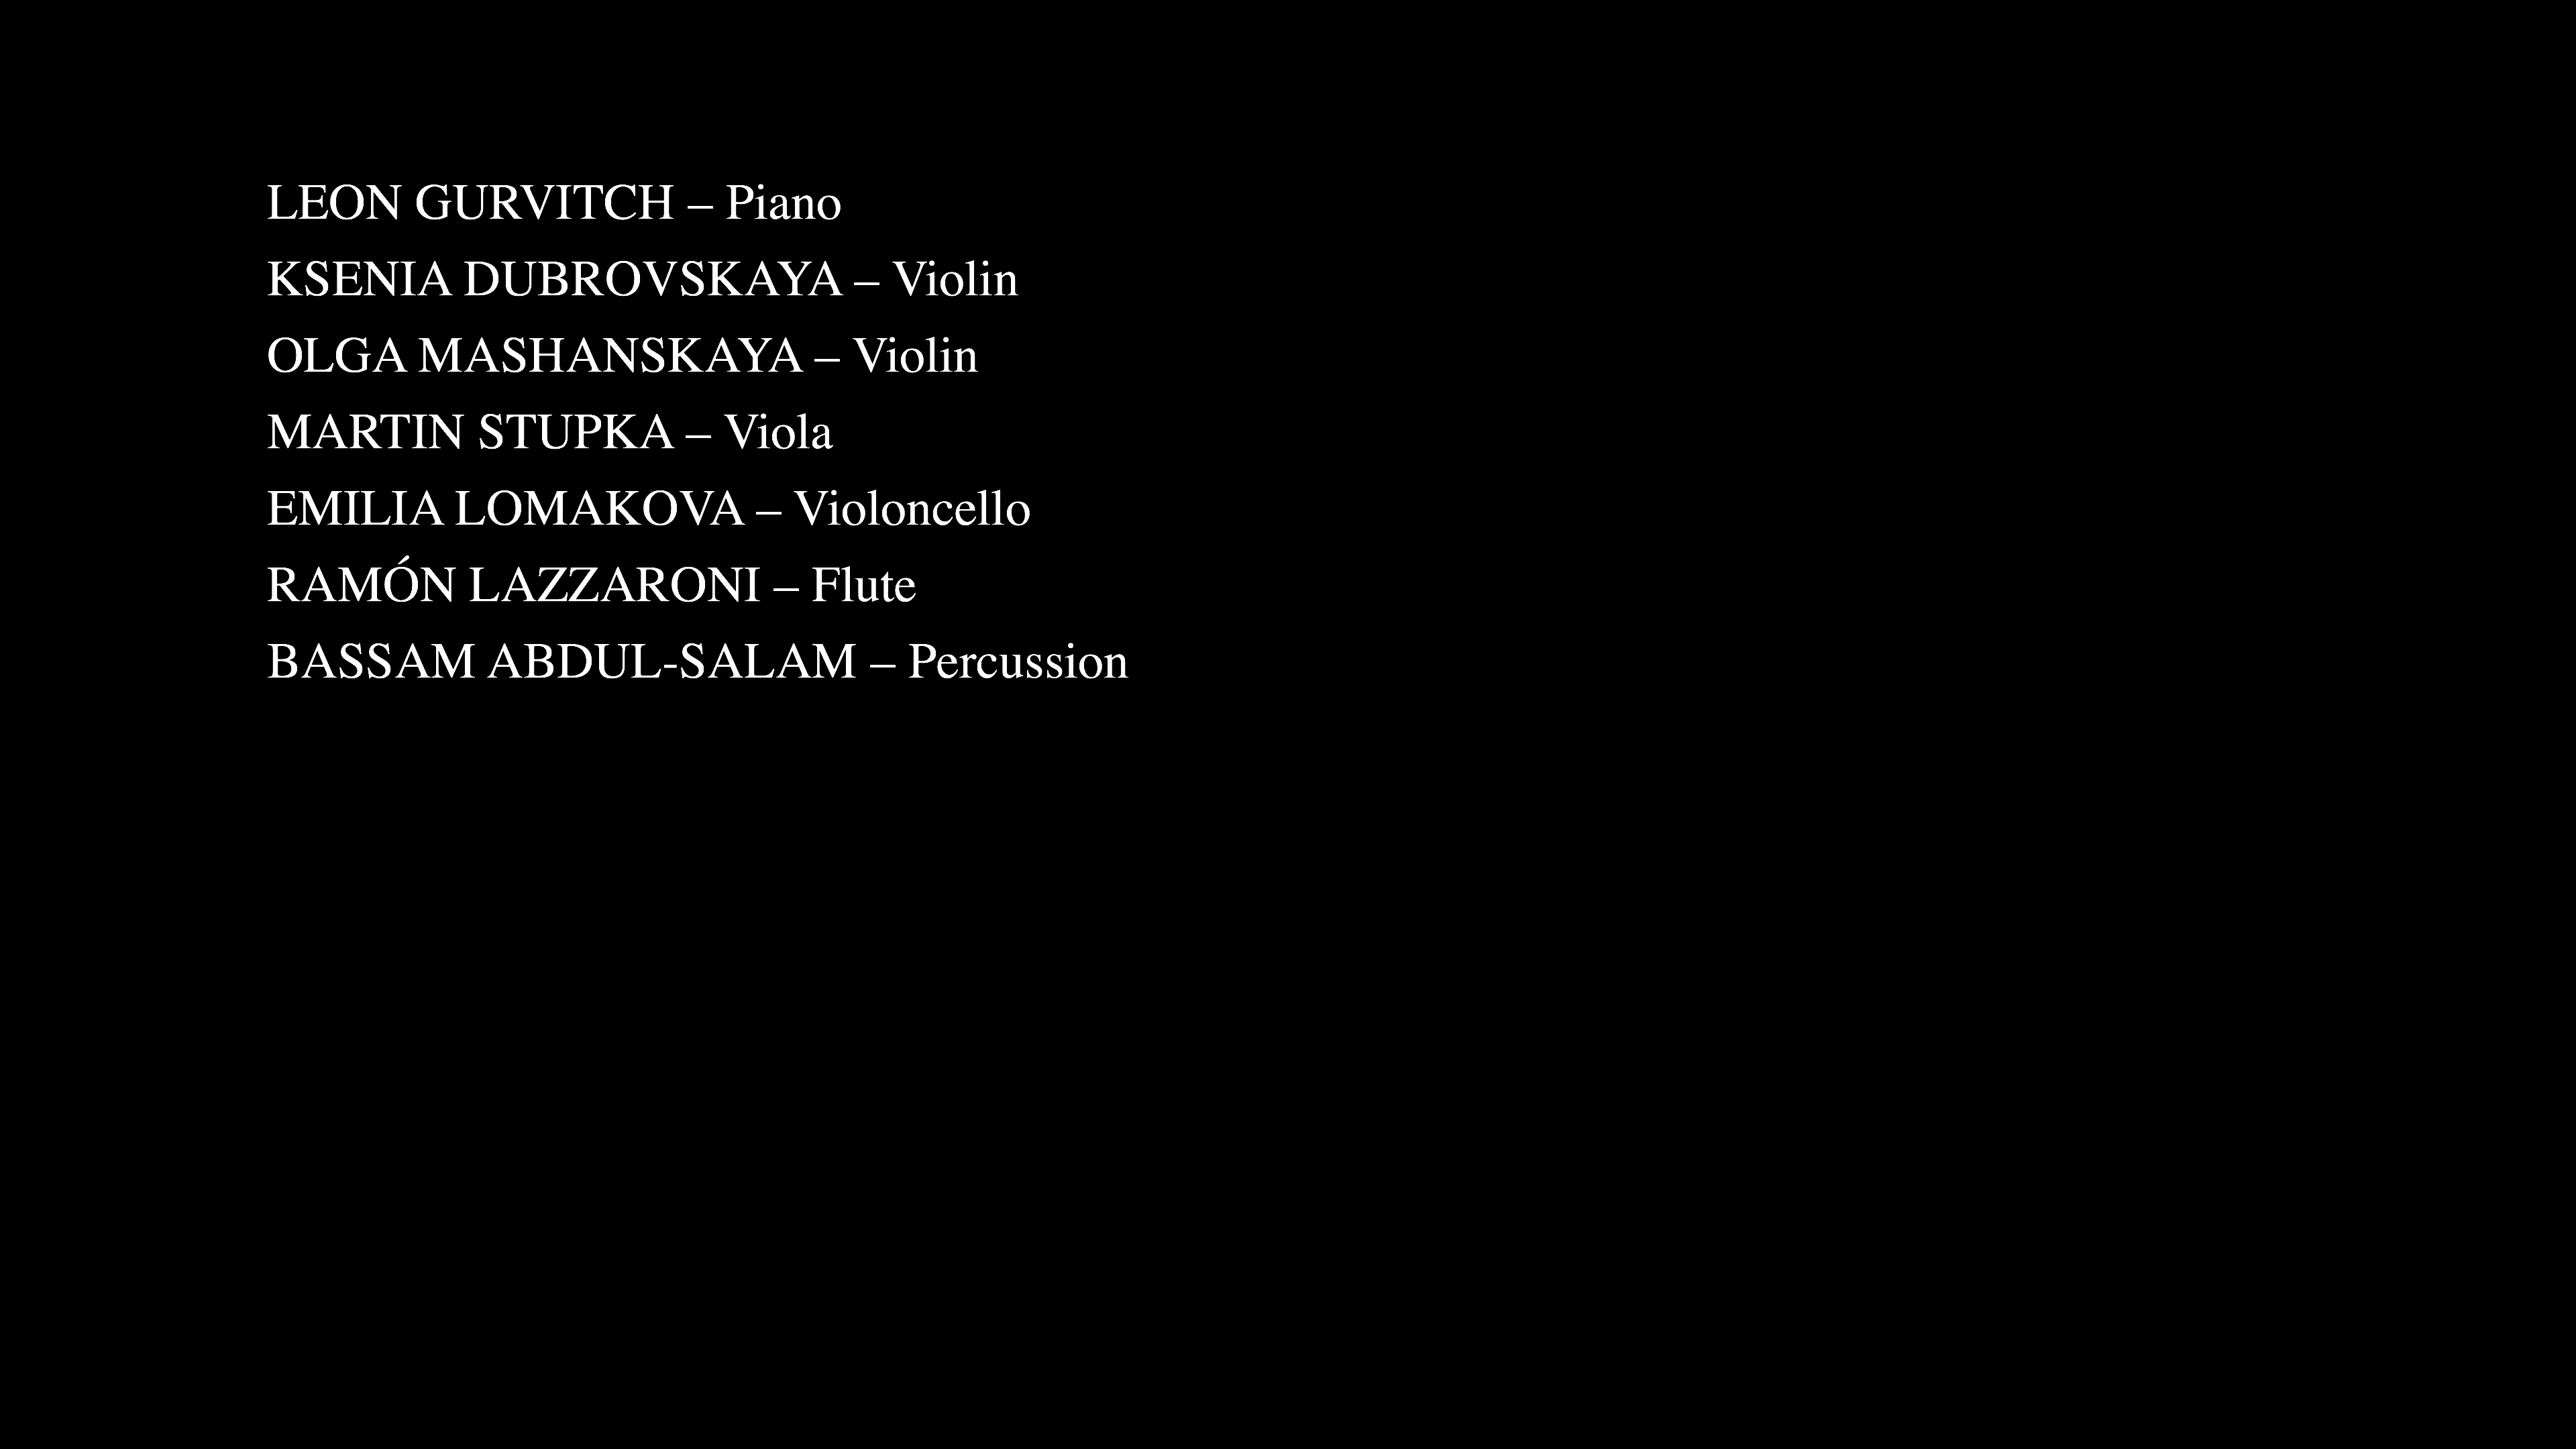 LEON GURVITCH – Piano
KSENIA DUBROVSKAYA – Violin
OLGA MASHANSKAYA – Violin
MARTIN STUPKA – Viola
EMILIA LOMAKOVA – Violoncello
RAMÓN LAZZARONI – Flute
BASSAM ABDUL-SALAM – Percussion